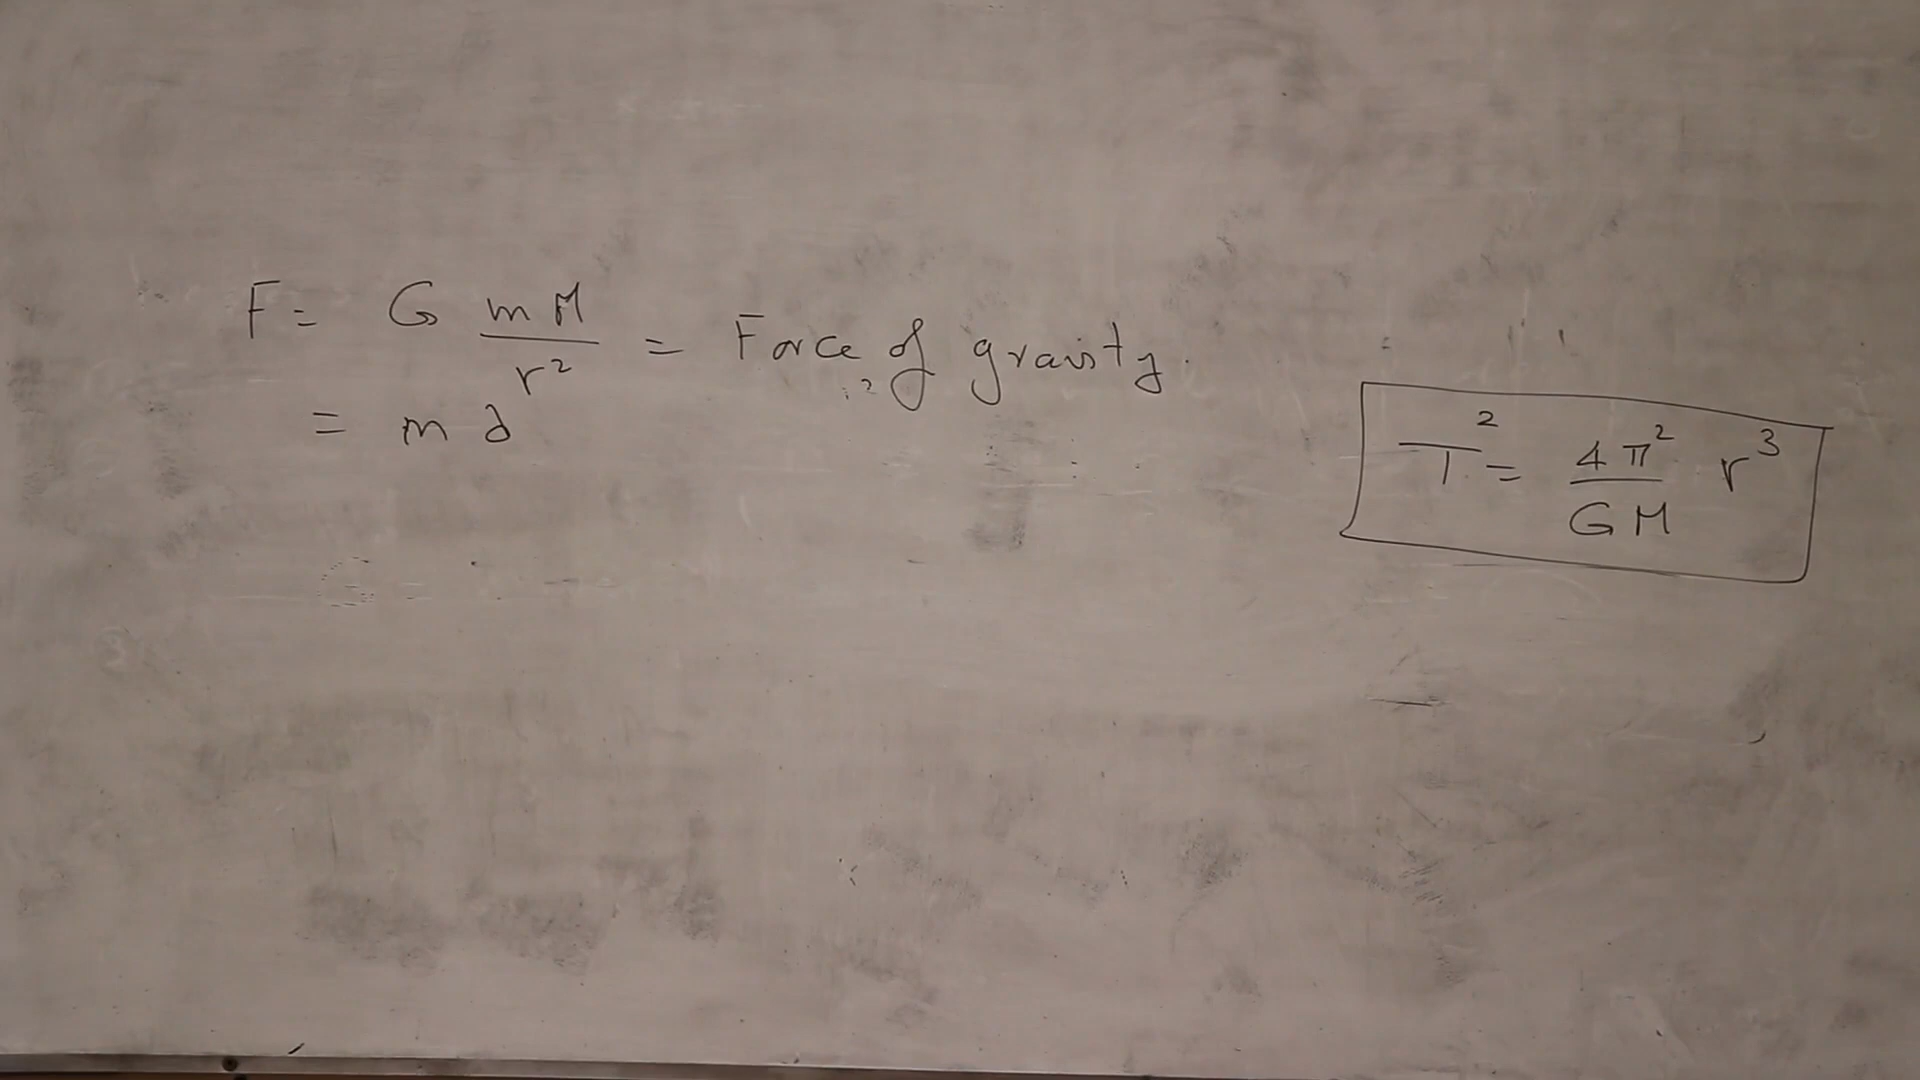 F = G mM/r² = Force of gravity.
= m a
T² = 4π²/GM r³